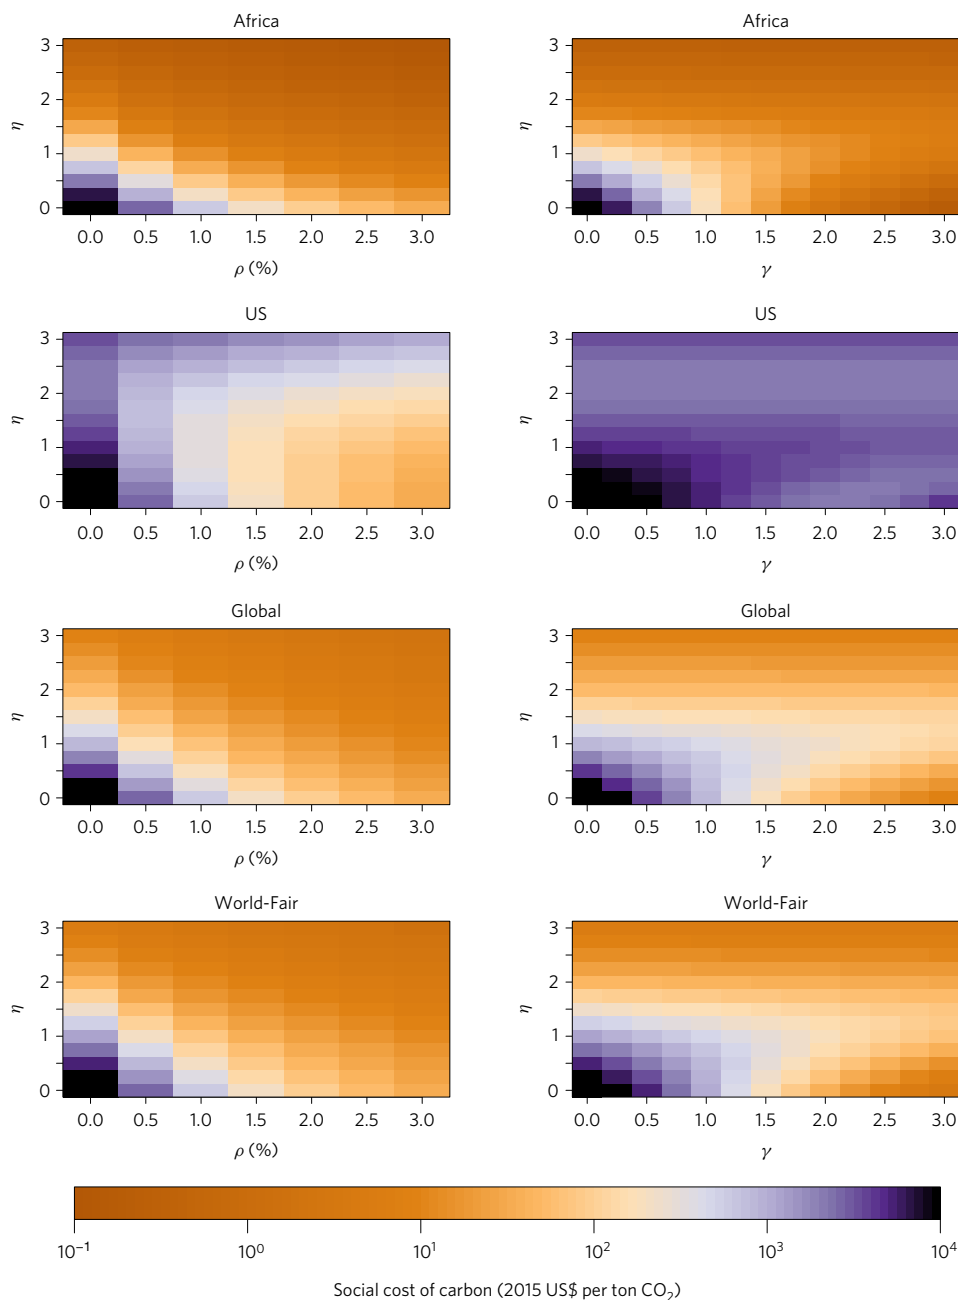 Africa
3
2
1
0
η
0.0 0.5 1.0 1.5 2.0 2.5 3.0
ρ (%)
Africa
3
2
1
0
η
0.0 0.5 1.0 1.5 2.0 2.5 3.0
γ
US
3
2
1
0
η
0.0 0.5 1.0 1.5 2.0 2.5 3.0
ρ (%)
US
3
2
1
0
η
0.0 0.5 1.0 1.5 2.0 2.5 3.0
γ
Global
3
2
1
0
η
0.0 0.5 1.0 1.5 2.0 2.5 3.0
ρ (%)
Global
3
2
1
0
η
0.0 0.5 1.0 1.5 2.0 2.5 3.0
γ
World-Fair
3
2
1
0
η
0.0 0.5 1.0 1.5 2.0 2.5 3.0
ρ (%)
World-Fair
3
2
1
0
η
0.0 0.5 1.0 1.5 2.0 2.5 3.0
γ
10⁻¹ 10⁰ 10¹ 10² 10³ 10⁴
Social cost of carbon (2015 US$ per ton CO₂)